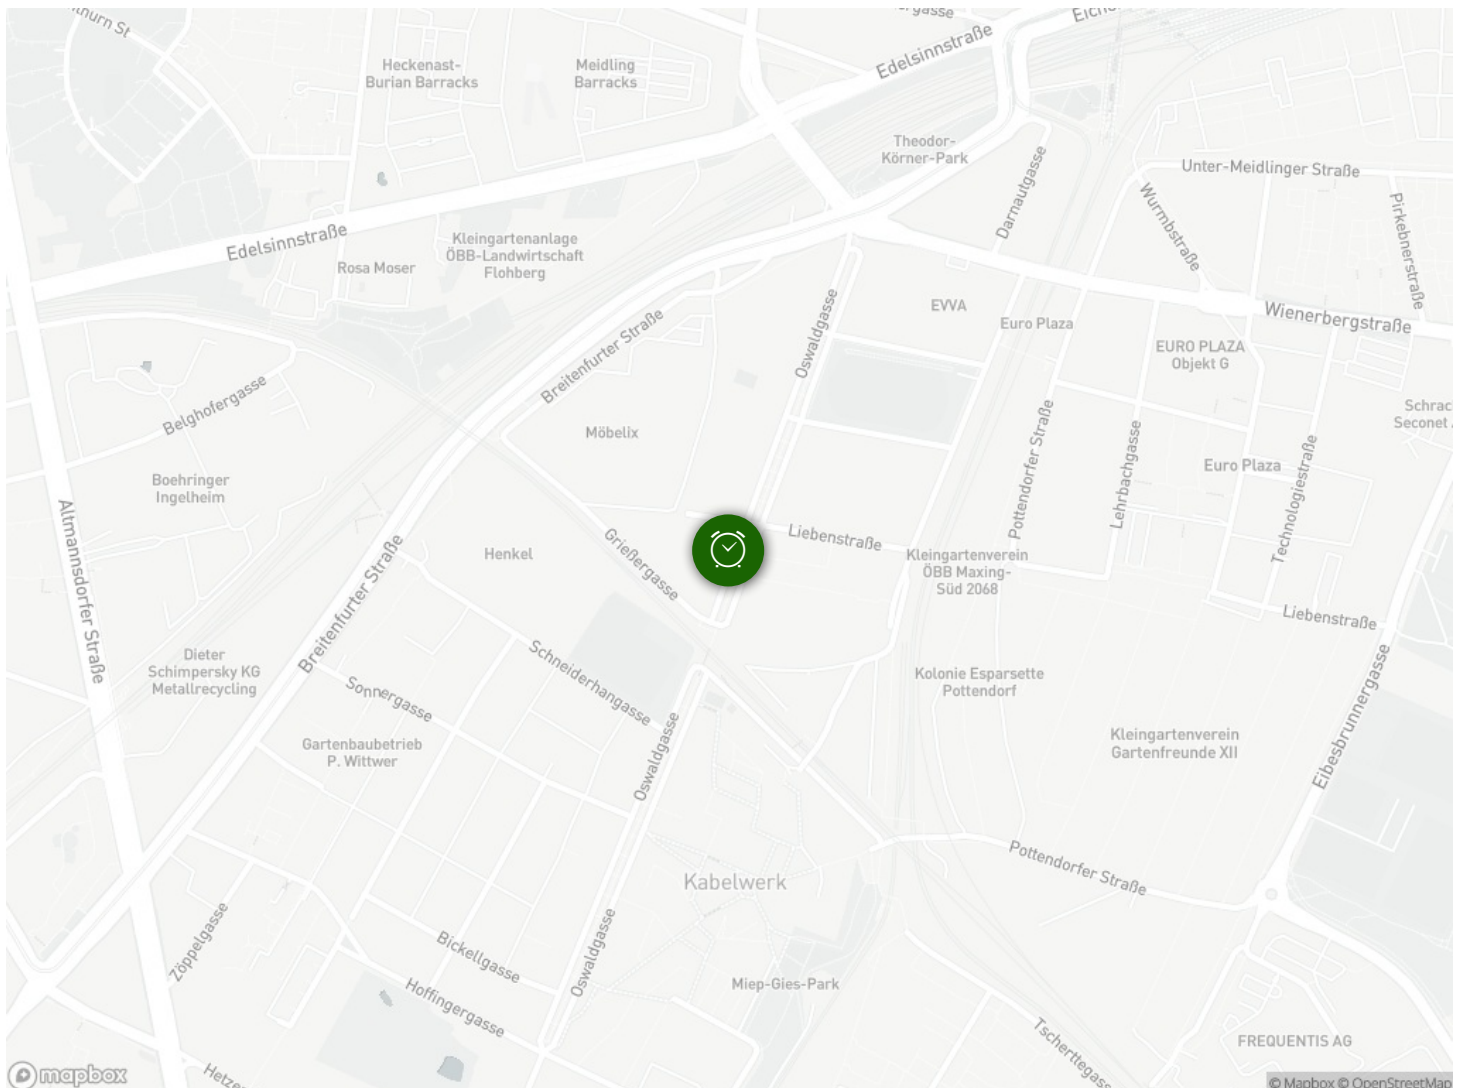 Edelsinnstraße
Heckenast-
Burian Barracks
Meidling
Barracks
Theodor-
Körner-Park
Unter-Meidlinger Straße
Darnautgasse
Wurmbstraße
Pirkebnerstraße
Edelsinnstraße
Kleingartenanlage
ÖBB-Landwirtschaft
Flohberg
Rosa Moser
EVVA
Euro Plaza
Wienerbergstraße
Breitenfurter Straße
Oswaldgasse
EURO PLAZA
Objekt G
Belghofergasse
Möbelix
Schrac
Seconet
Pottendorfer Straße
Lehrbachgasse
Euro Plaza
Technologiestraße
Boehringer
Ingelheim
Altmannsdorfer Straße
Henkel
Grießergasse
Liebenstraße
Kleingartenverein
ÖBB Maxing-
Süd 2068
Liebenstraße
Breitenfurter Straße
Dieter
Schimpersky KG
Metallrecycling
Schneiderhangasse
Sonnergasse
Kolonie Esparsette
Pottendorf
Eibesbrunnergasse
Gartenbaubetrieb
P. Wittwer
Oswaldgasse
Kleingartenverein
Gartenfreunde XII
Pottendorfer Straße
Kabelwerk
Zöppelgasse
Bickellgasse
Oswaldgasse
Miep-Gies-Park
Hoffingergasse
Tscherttegass
FREQUENTIS AG
Hetze
mapbox
© Mapbox © OpenStreetMap